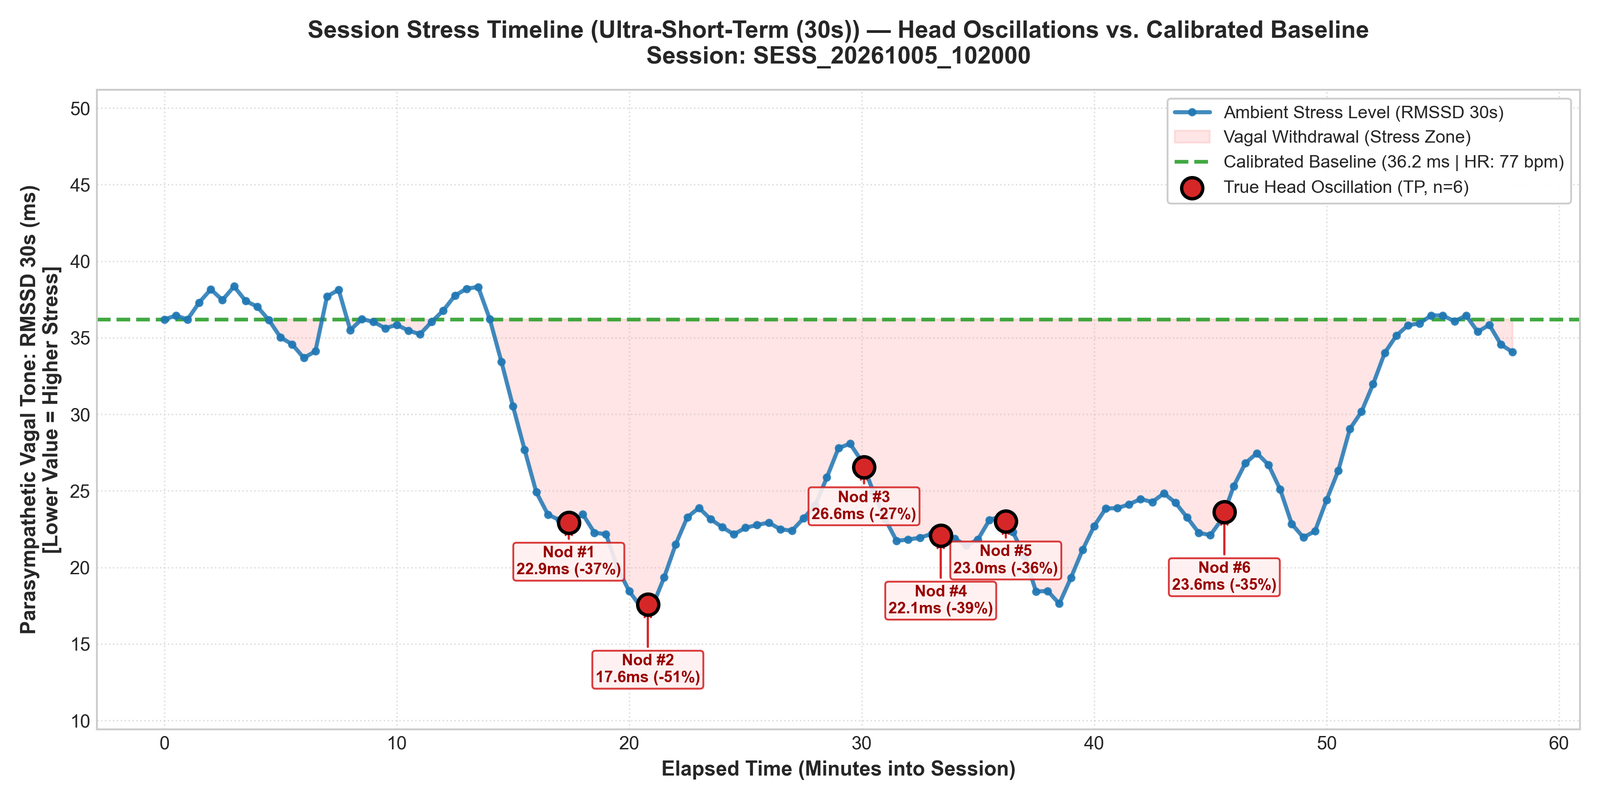 Session Stress Timeline (Ultra-Short-Term (30s)) — Head Oscillations vs. Calibrated Baseline
Session: SESS_20261005_102000
Parasympathetic Vagal Tone: RMSSD 30s (ms)
[Lower Value = Higher Stress]
50
45
40
35
30
25
20
15
10
Ambient Stress Level (RMSSD 30s)
Vagal Withdrawal (Stress Zone)
Calibrated Baseline (36.2 ms | HR: 77 bpm)
True Head Oscillation (TP, n=6)
Nod #1
22.9ms (-37%)
Nod #2
17.6ms (-51%)
Nod #3
26.6ms (-27%)
Nod #4
22.1ms (-39%)
Nod #5
23.0ms (-36%)
Nod #6
23.6ms (-35%)
0
10
20
30
40
50
60
Elapsed Time (Minutes into Session)